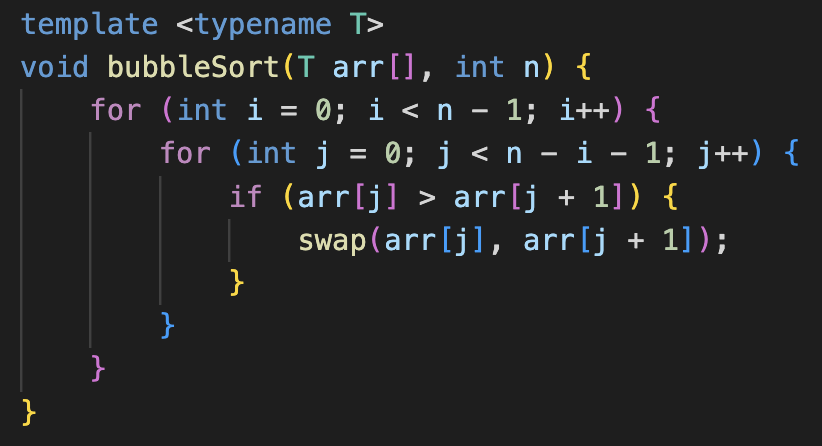 template <typename T>
void bubbleSort(T arr[], int n) {
    for (int i = 0; i < n - 1; i++) {
        for (int j = 0; j < n - i - 1; j++) {
            if (arr[j] > arr[j + 1]) {
                swap(arr[j], arr[j + 1]);
            }
        }
    }
}